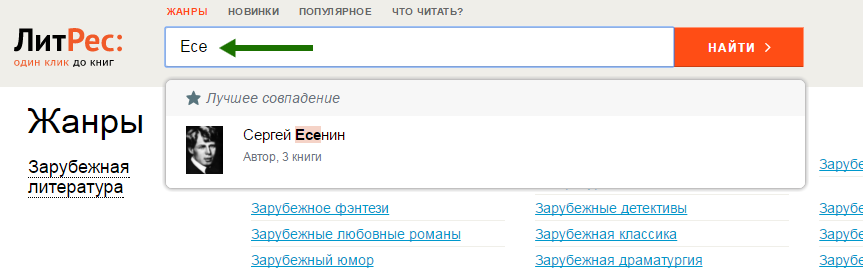 ЖАНРЫ НОВИНКИ ПОПУЛЯРНОЕ ЧТО ЧИТАТЬ?
ЛитРес:
один клик до книг
Есе
НАЙТИ
Лучшее совпадение
Жанры
Сергей Есенин
Автор, 3 книги
Зарубежная
литература
Зарубежное фэнтези Зарубежные детективы
Зарубежные любовные романы Зарубежная классика
Зарубежный юмор Зарубежная драматургия